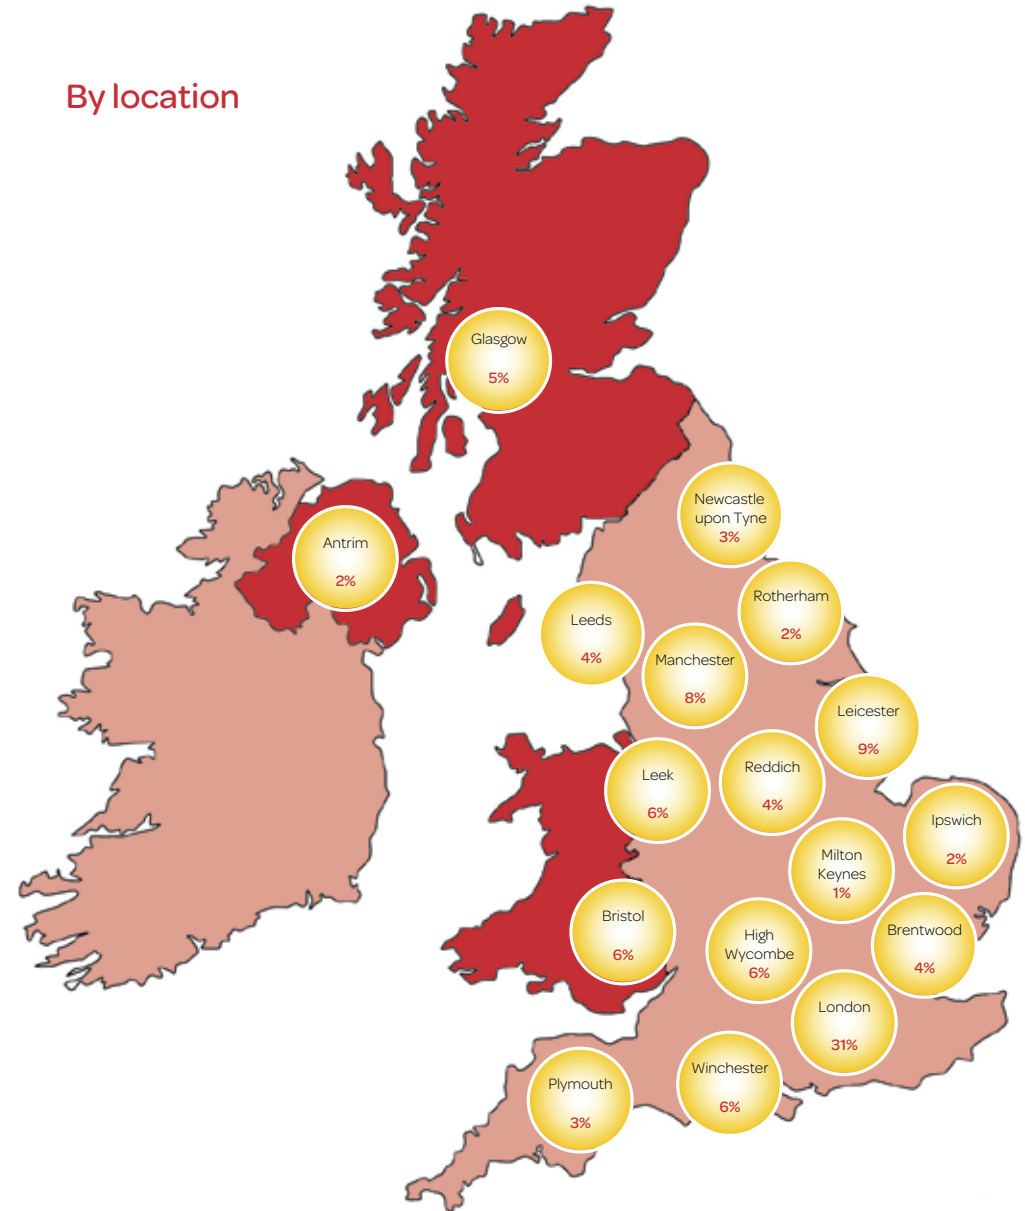 By location
Glasgow
5%
Newcastle
upon Tyne
3%
Antrim
2%
Rotherham
2%
Leeds
4%
Manchester
8%
Leicester
9%
Leek
6%
Reddich
4%
Ipswich
2%
Milton
Keynes
1%
Bristol
6%
High
Wycombe
6%
Brentwood
4%
London
31%
Winchester
6%
Plymouth
3%